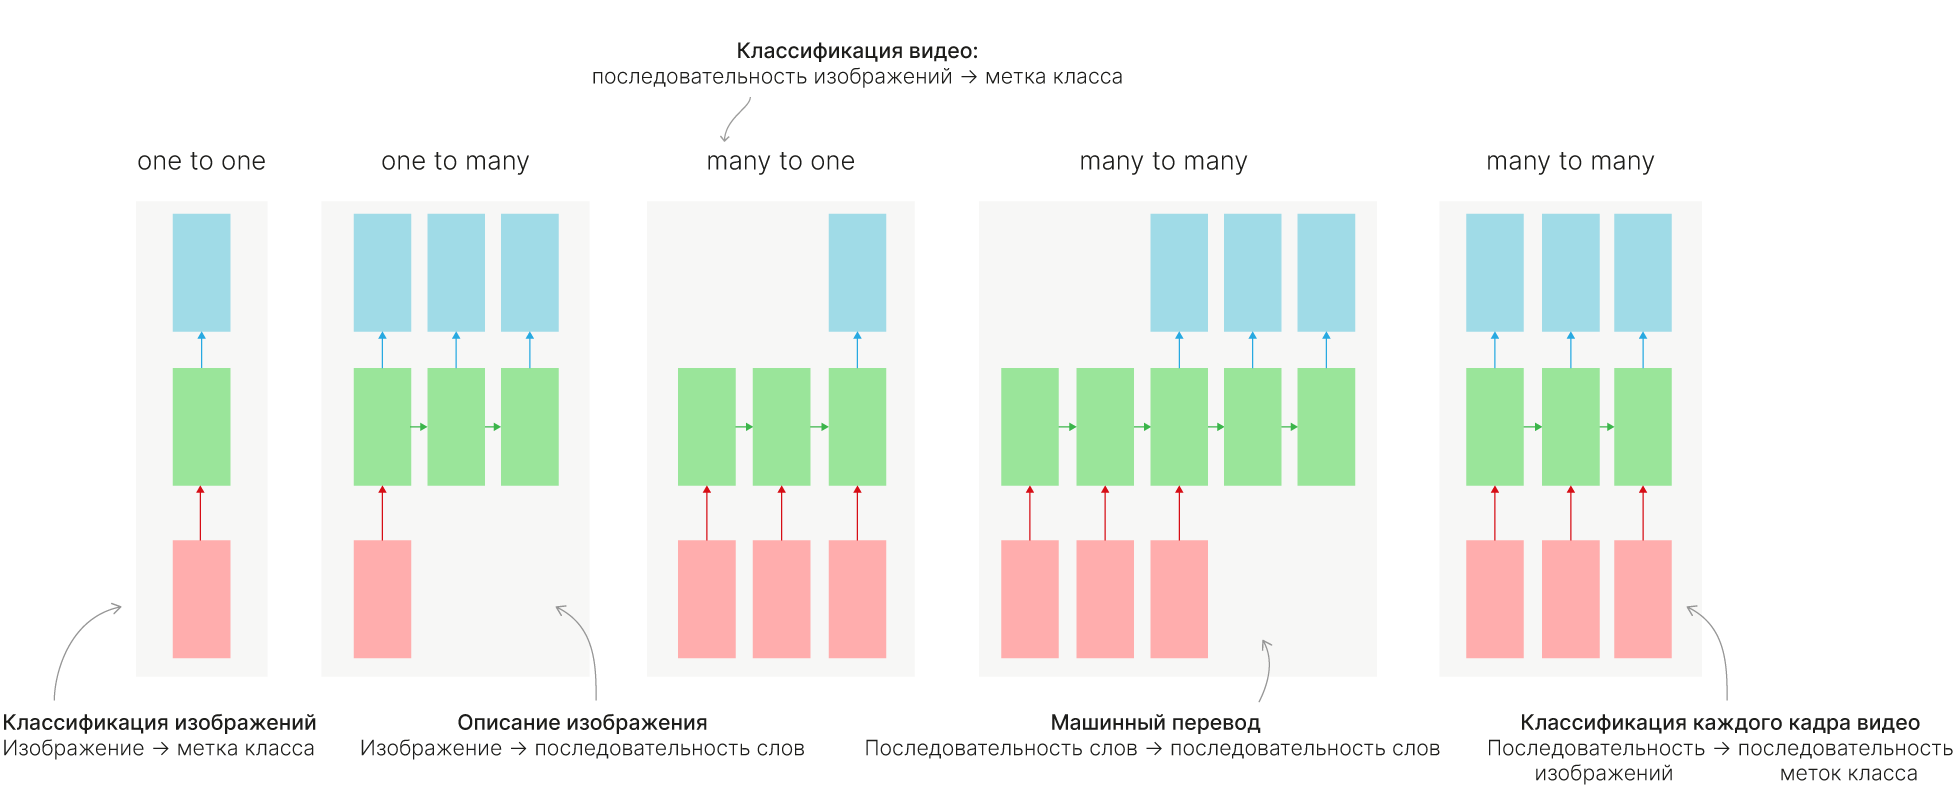 Классификация видео:
последовательность изображений → метка класса
one to one
one to many
many to one
many to many
many to many
Классификация изображений
Изображение → метка класса
Описание изображения
Изображение → последовательность слов
Машинный перевод
Последовательность слов → последовательность слов
Классификация каждого кадра видео
Последовательность → последовательность
изображений меток класса